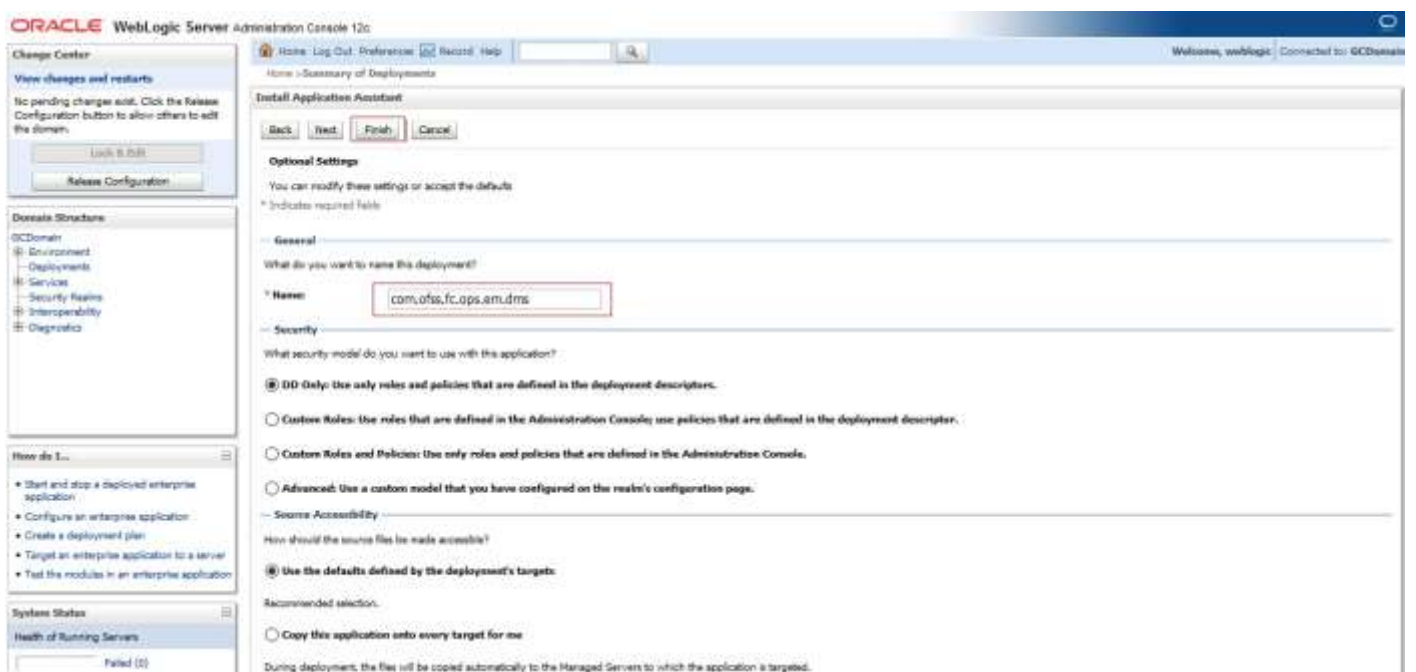 ORACLE WebLogic Server Administration Console 12c
Change Center
View changes and restarts
No pending changes exist. Click the Release
Configuration button to allow others to edit
the domain.
Lock & Edit
Release Configuration
Domain Structure
GCDomain
Environment
Deployments
Services
Security Realms
Interoperability
Diagnostics
How do I...
Start and stop a deployed enterprise
application
Configure an enterprise application
Create a deployment plan
Target an enterprise application to a server
Test the modules in an enterprise application
System Status
Health of Running Servers
Failed (0)
Home Log Out Preferences Record Help
Welcome, weblogic Connected to: GCDomain
Home >Summary of Deployments
Install Application Assistant
Back Next Finish Cancel
Optional Settings
You can modify these settings or accept the defaults
* Indicates required fields
General
What do you want to name this deployment?
* Name: com.ofss.fc.ops.em.dms
Security
What security model do you want to use with this application?
DD Only: Use only roles and policies that are defined in the deployment descriptors.
Custom Roles: Use roles that are defined in the Administration Console; use policies that are defined in the deployment descriptor.
Custom Roles and Policies: Use only roles and policies that are defined in the Administration Console.
Advanced: Use a custom model that you have configured on the realm's configuration page.
Source Accessibility
How should the source files be made accessible?
Use the defaults defined by the deployment's targets
Recommended selection.
Copy this application onto every target for me
During deployment, the files will be copied automatically to the Managed Servers to which the application is targeted.